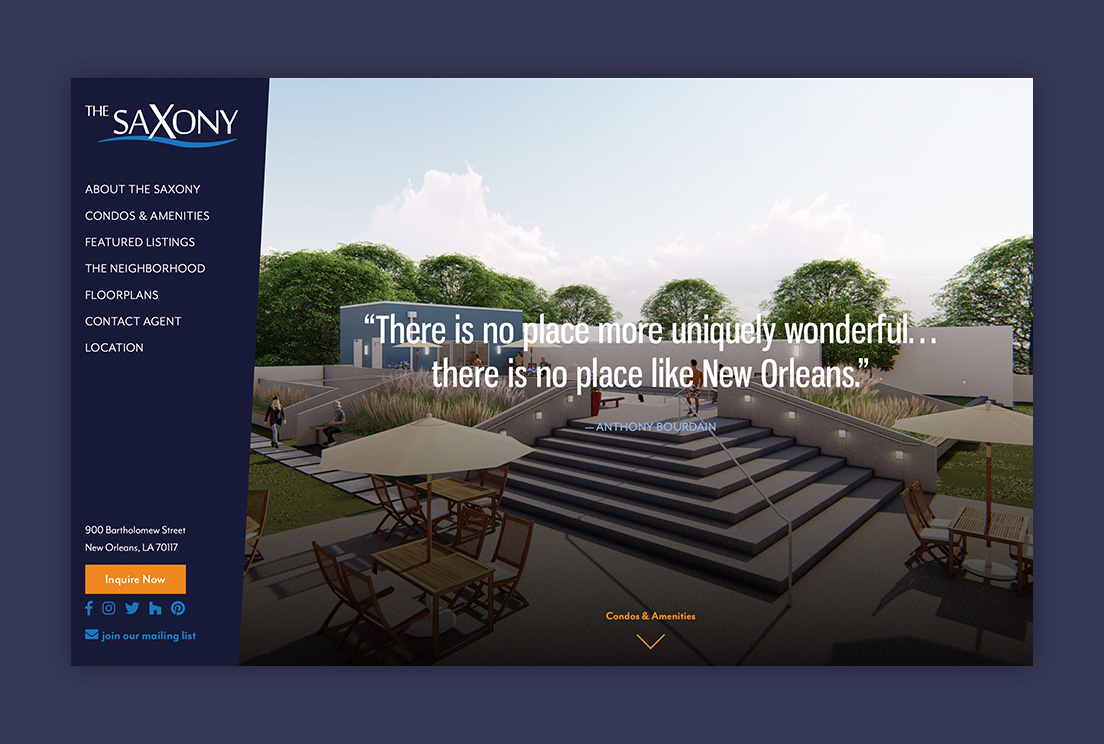 THE SAXONY
ABOUT THE SAXONY
CONDOS & AMENITIES
FEATURED LISTINGS
THE NEIGHBORHOOD
FLOORPLANS
CONTACT AGENT
LOCATION
900 Bartholomew Street
New Orleans, LA 70117
Inquire Now
join our mailing list
“There is no place more uniquely wonderful...
there is no place like New Orleans.”
— ANTHONY BOURDAIN
Condos & Amenities